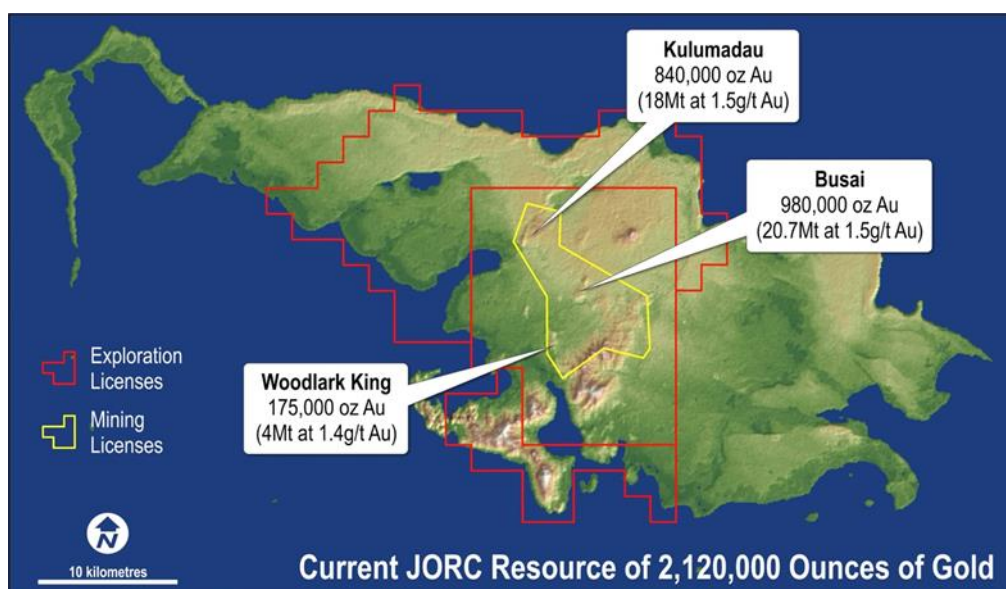 Kulumadau
840,000 oz Au
(18Mt at 1.5g/t Au)
Busai
980,000 oz Au
(20.7Mt at 1.5g/t Au)
Exploration
Licenses
Woodlark King
175,000 oz Au
(4Mt at 1.4g/t Au)
Mining
Licenses
N
10 kilometres
Current JORC Resource of 2,120,000 Ounces of Gold